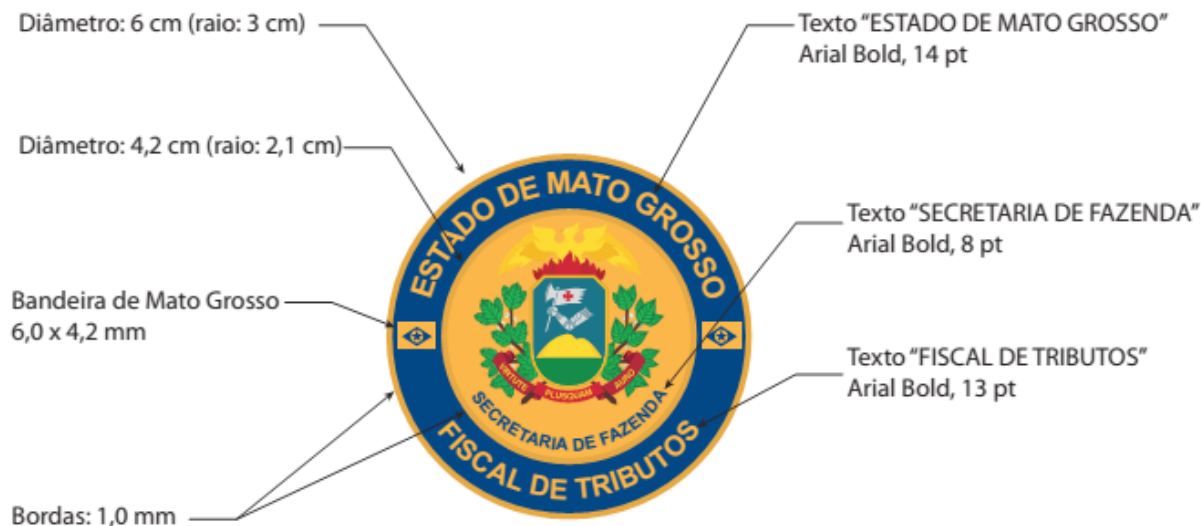 Diâmetro: 6 cm (raio: 3 cm)
Texto “ESTADO DE MATO GROSSO”
Arial Bold, 14 pt
Diâmetro: 4,2 cm (raio: 2,1 cm)
Texto “SECRETARIA DE FAZENDA”
Arial Bold, 8 pt
Bandeira de Mato Grosso
6,0 x 4,2 mm
Texto “FISCAL DE TRIBUTOS”
Arial Bold, 13 pt
Bordas: 1,0 mm
ESTADO DE MATO GROSSO
VIRTUTE PLUSQUAM AURO
SECRETARIA DE FAZENDA
FISCAL DE TRIBUTOS